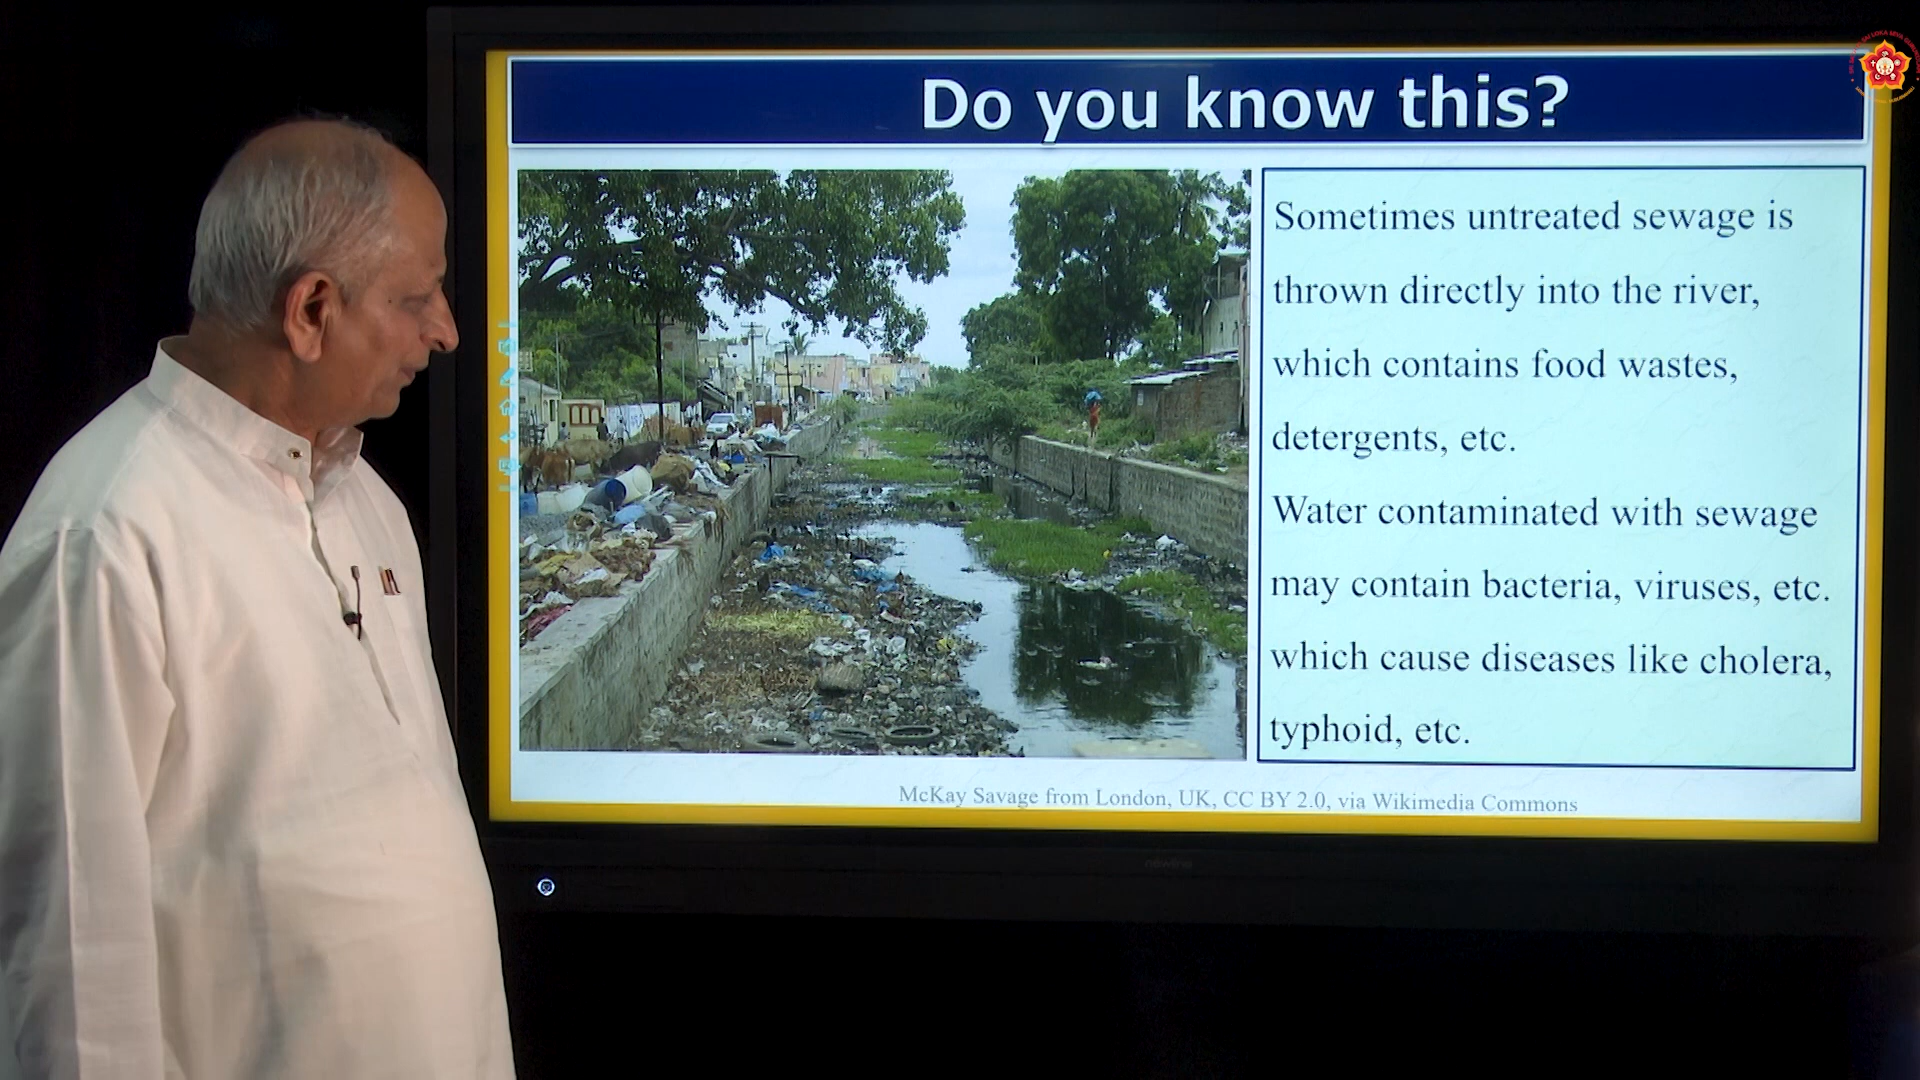 Do you know this?
Sometimes untreated sewage is
thrown directly into the river,
which contains food wastes,
detergents, etc.
Water contaminated with sewage
may contain bacteria, viruses, etc.
which cause diseases like cholera,
typhoid, etc.
McKay Savage from London, UK, CC BY 2.0, via Wikimedia Commons
newline